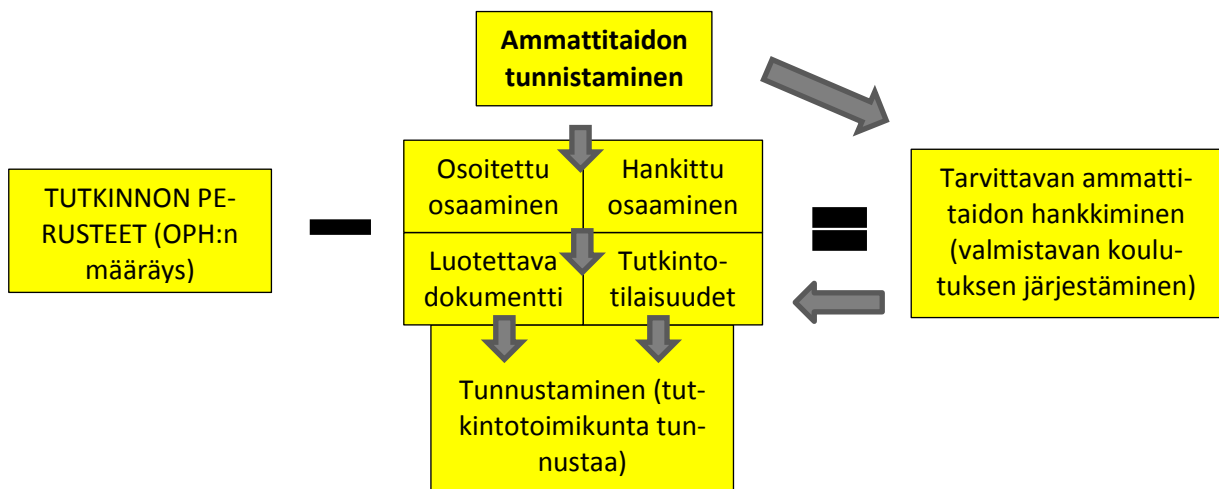 Ammattitaidon
tunnistaminen
TUTKINNON PE-
RUSTEET (OPH:n
määräys)
Osoitettu
osaaminen
Hankittu
osaaminen
Luotettava
dokumentti
Tutkinto-
tilaisuudet
Tunnustaminen (tut-
kintotoimikunta tun-
nustaa)
Tarvittavan ammatti-
taidon hankkiminen
(valmistavan koulu-
tuksen järjestäminen)